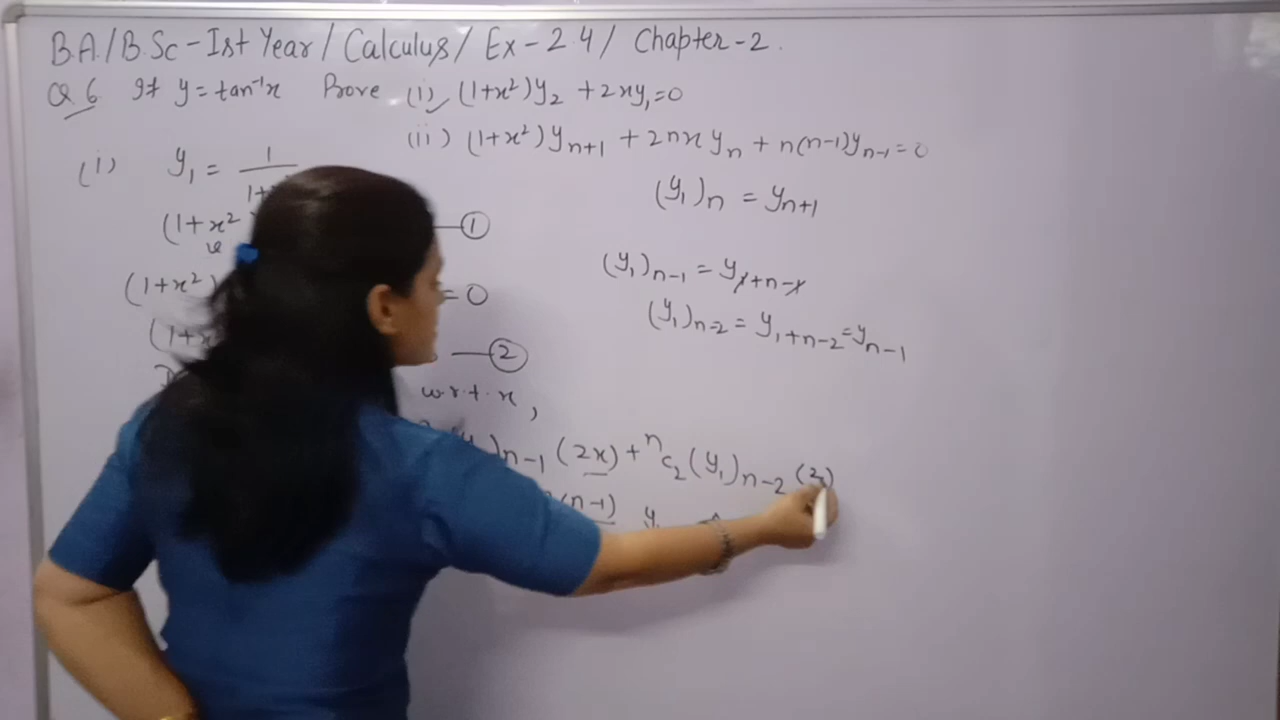 B.A./B.Sc - Ist Year / Calculus / Ex - 2.4 / Chapter - 2.
Q 6 If y = tan⁻¹x Prove (i) (1+x²)y₂ + 2xy₁ = 0
(ii) (1+x²)yₙ₊₁ + 2nx yₙ + n(n-1)yₙ₋₁ = 0
(i) y₁ = 1
(y₁)ₙ = yₙ₊₁
(1+x² ①
(y₁)ₙ₋₁ = y₁₊ₙ₋₁
(1+x²) = 0
(y₁)ₙ₋₂ = y₁₊ₙ₋₂ = yₙ₋₁
②
w.r.t. x,
)ₙ₋₁ (2x) + ⁿC₂ (y₁)ₙ₋₂ (2)
(n-1)